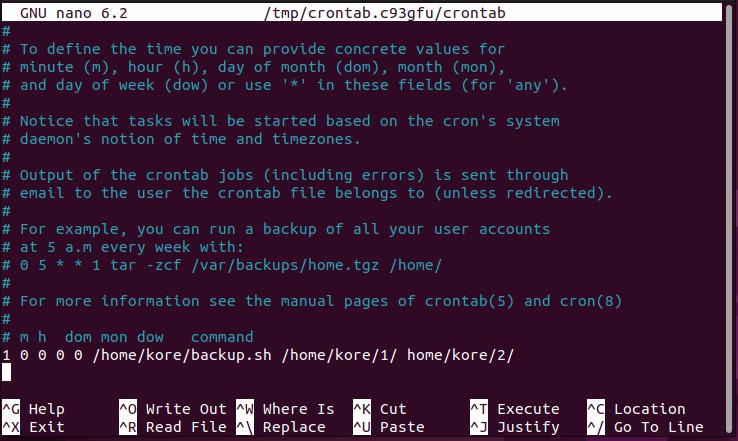 GNU nano 6.2 /tmp/crontab.c93gfu/crontab
#
# To define the time you can provide concrete values for
# minute (m), hour (h), day of month (dom), month (mon),
# and day of week (dow) or use '*' in these fields (for 'any').
#
# Notice that tasks will be started based on the cron's system
# daemon's notion of time and timezones.
#
# Output of the crontab jobs (including errors) is sent through
# email to the user the crontab file belongs to (unless redirected).
#
# For example, you can run a backup of all your user accounts
# at 5 a.m every week with:
# 0 5 * * 1 tar -zcf /var/backups/home.tgz /home/
#
# For more information see the manual pages of crontab(5) and cron(8)
#
# m h  dom mon dow   command
1 0 0 0 0 /home/kore/backup.sh /home/kore/1/ home/kore/2/
^G Help ^O Write Out ^W Where Is ^K Cut ^T Execute ^C Location
^X Exit ^R Read File ^\ Replace ^U Paste ^J Justify ^/ Go To Line